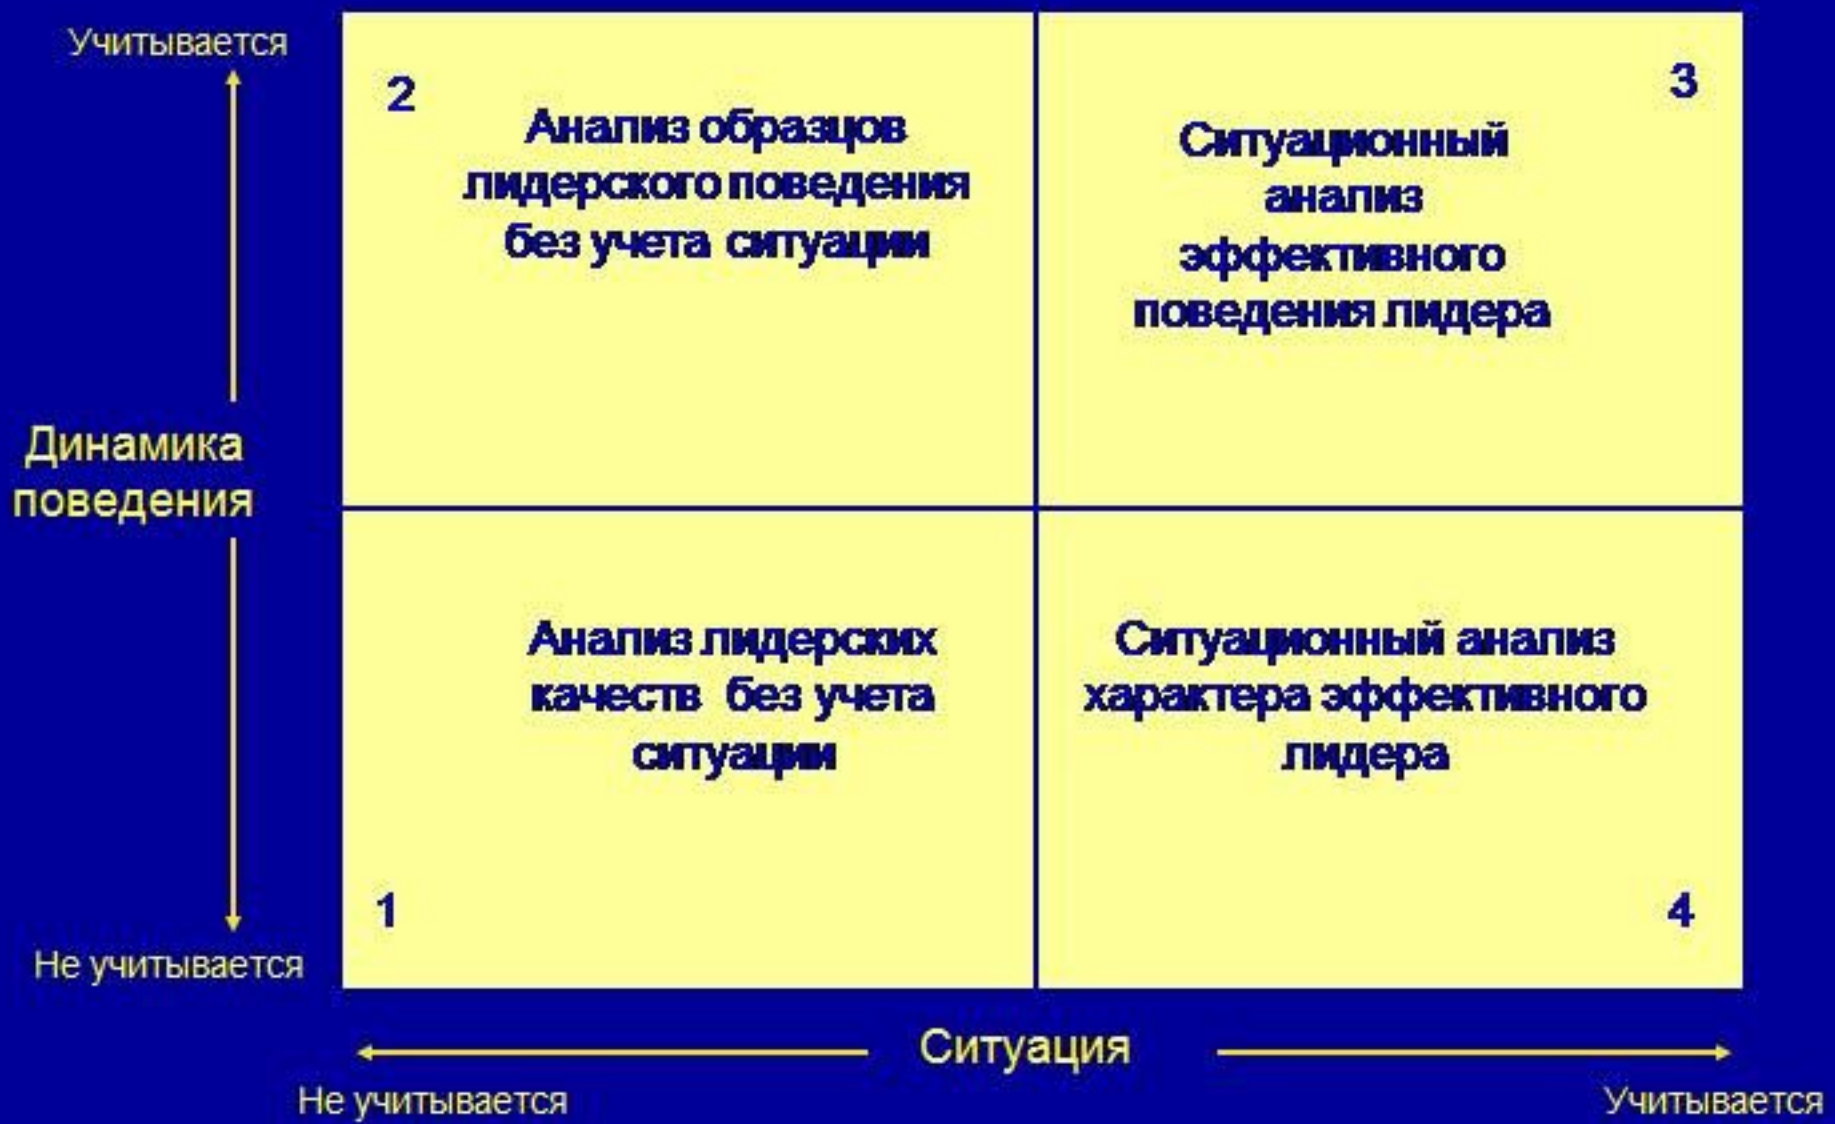 Учитывается
2
Анализ образцов
лидерского поведения
без учета ситуации
3
Ситуационный
анализ
эффективного
поведения лидера
Динамика
поведения
Анализ лидерских
качеств без учета
ситуации
1
Ситуационный анализ
характера эффективного
лидера
4
Не учитывается
Ситуация
Не учитывается
Учитывается